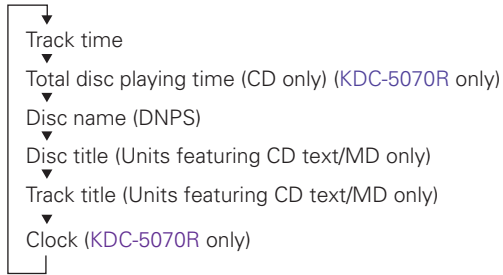 Track time
Total disc playing time (CD only) (KDC-5070R only)
Disc name (DNPS)
Disc title (Units featuring CD text/MD only)
Track title (Units featuring CD text/MD only)
Clock (KDC-5070R only)